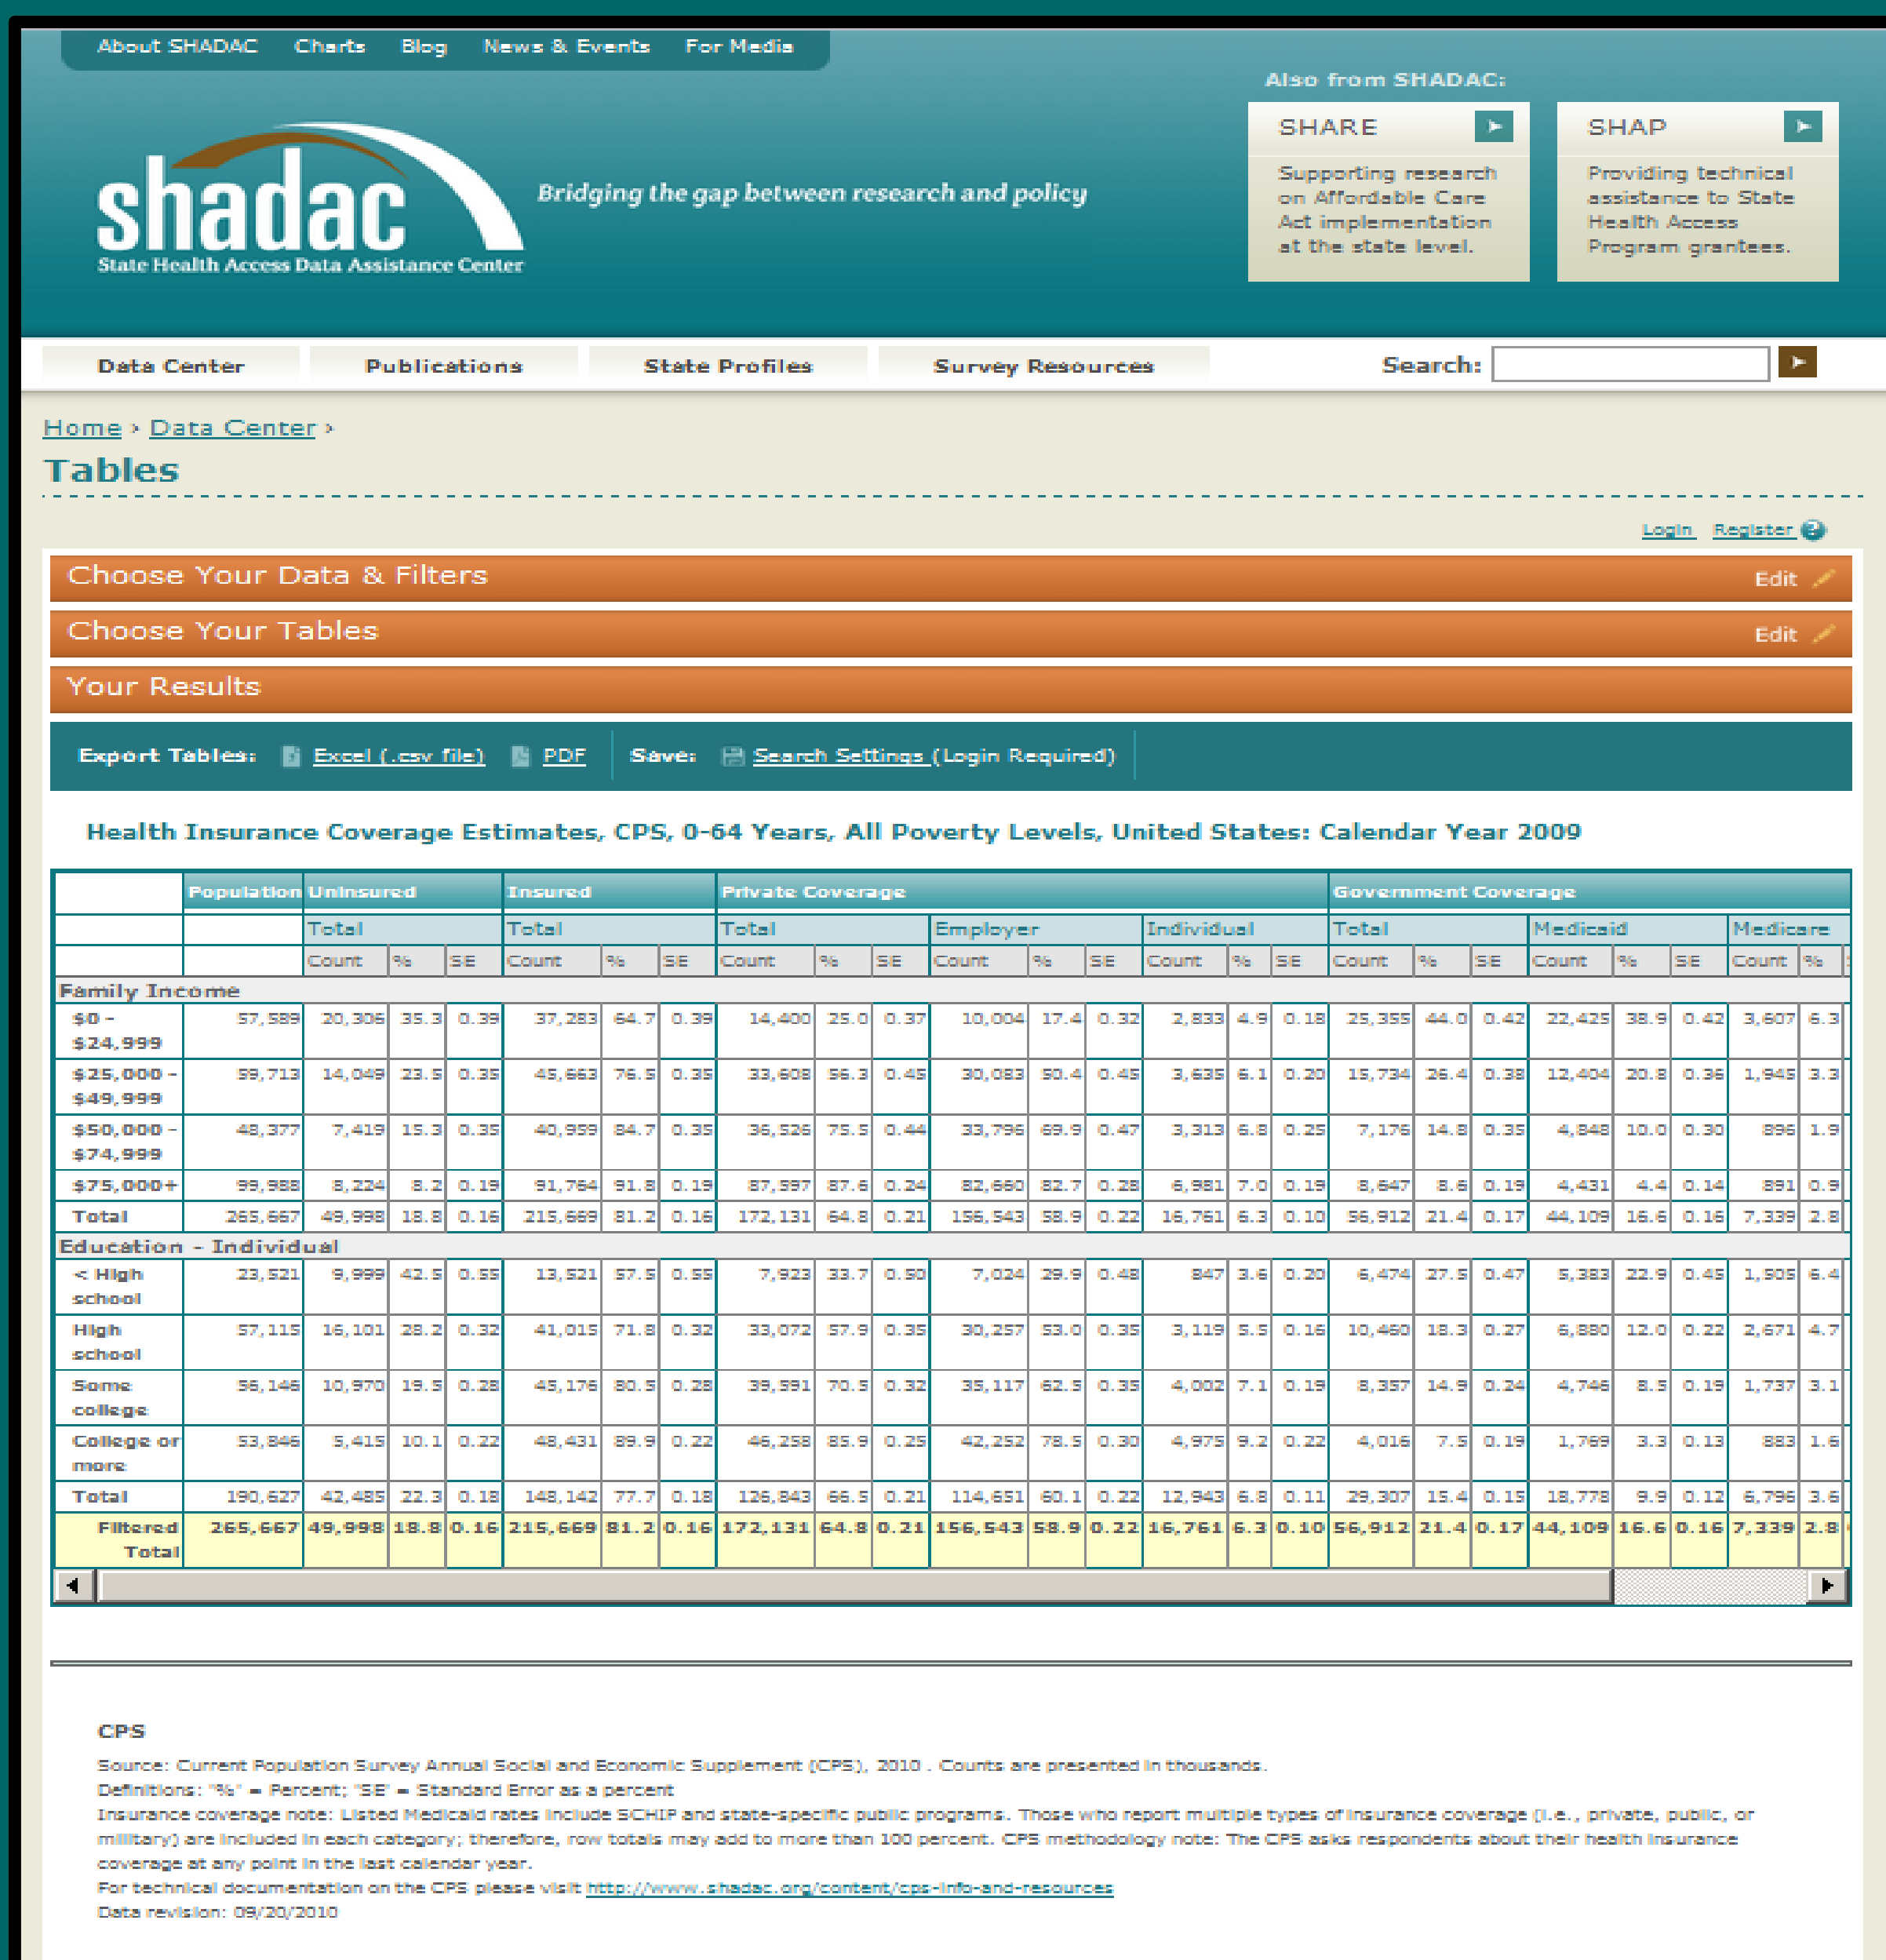 About SHADAC Charts Blog News & Events For Media
Also from SHADAC:
SHARE
Supporting research
on Affordable Care
Act implementation
at the state level.
SHAP
Providing technical
assistance to State
Health Access
Program grantees.
shadac
State Health Access Data Assistance Center
Bridging the gap between research and policy
Data Center Publications State Profiles Survey Resources Search:
Home › Data Center ›
Tables
Login Register ?
Choose Your Data & Filters Edit
Choose Your Tables Edit
Your Results
Export Tables: Excel (.csv file) PDF Save: Search Settings (Login Required)
Health Insurance Coverage Estimates, CPS, 0-64 Years, All Poverty Levels, United States: Calendar Year 2009
Population Uninsured Insured Private Coverage Government Coverage
Total Total Total Employer Individual Total Medicaid Medicare
Count % SE Count % SE Count % SE Count % SE Count % SE Count % SE Count % SE Count %
Family Income
$0 - 57,589 20,306 35.3 0.39 37,283 64.7 0.39 14,400 25.0 0.37 10,004 17.4 0.32 2,833 4.9 0.18 25,355 44.0 0.42 22,425 38.9 0.42 3,607 6.3
$24,999
$25,000 - 59,713 14,049 23.5 0.35 45,663 76.5 0.35 33,608 56.3 0.45 30,083 50.4 0.45 3,635 6.1 0.20 15,734 26.4 0.38 12,404 20.8 0.36 1,945 3.3
$49,999
$50,000 - 48,377 7,419 15.3 0.35 40,959 84.7 0.35 36,526 75.5 0.44 33,796 69.9 0.47 3,313 6.8 0.25 7,176 14.8 0.35 4,848 10.0 0.30 896 1.9
$74,999
$75,000+ 99,988 8,224 8.2 0.19 91,764 91.8 0.19 87,597 87.6 0.24 82,660 82.7 0.28 6,981 7.0 0.19 8,647 8.6 0.19 4,431 4.4 0.14 891 0.9
Total 265,667 49,998 18.8 0.16 215,669 81.2 0.16 172,131 64.8 0.21 156,543 58.9 0.22 16,761 6.3 0.10 56,912 21.4 0.17 44,109 16.6 0.16 7,339 2.8
Education - Individual
< High 23,521 9,999 42.5 0.55 13,521 57.5 0.55 7,923 33.7 0.50 7,024 29.9 0.48 847 3.6 0.20 6,474 27.5 0.47 5,383 22.9 0.45 1,505 6.4
school
High 57,115 16,101 28.2 0.32 41,015 71.8 0.32 33,072 57.9 0.35 30,257 53.0 0.35 3,119 5.5 0.16 10,460 18.3 0.27 6,880 12.0 0.22 2,671 4.7
school
Some 56,146 10,970 19.5 0.28 45,176 80.5 0.28 39,591 70.5 0.32 35,117 62.5 0.35 4,002 7.1 0.19 8,357 14.9 0.24 4,746 8.5 0.19 1,737 3.1
college
College or 53,846 5,415 10.1 0.22 48,431 89.9 0.22 46,258 85.9 0.25 42,252 78.5 0.30 4,975 9.2 0.22 4,016 7.5 0.19 1,769 3.3 0.13 883 1.6
more
Total 190,627 42,485 22.3 0.18 148,142 77.7 0.18 126,843 66.5 0.21 114,651 60.1 0.22 12,943 6.8 0.11 29,307 15.4 0.15 18,778 9.9 0.12 6,796 3.6
Filtered 265,667 49,998 18.8 0.16 215,669 81.2 0.16 172,131 64.8 0.21 156,543 58.9 0.22 16,761 6.3 0.10 56,912 21.4 0.17 44,109 16.6 0.16 7,339 2.8
Total
CPS
Source: Current Population Survey Annual Social and Economic Supplement (CPS), 2010 . Counts are presented in thousands.
Definitions: "%" = Percent; "SE" = Standard Error as a percent
Insurance coverage note: Listed Medicaid rates include SCHIP and state-specific public programs. Those who report multiple types of insurance coverage (i.e., private, public, or
military) are included in each category; therefore, row totals may add to more than 100 percent. CPS methodology note: The CPS asks respondents about their health insurance
coverage at any point in the last calendar year.
For technical documentation on the CPS please visit http://www.shadac.org/content/cps-info-and-resources
Data revision: 09/20/2010